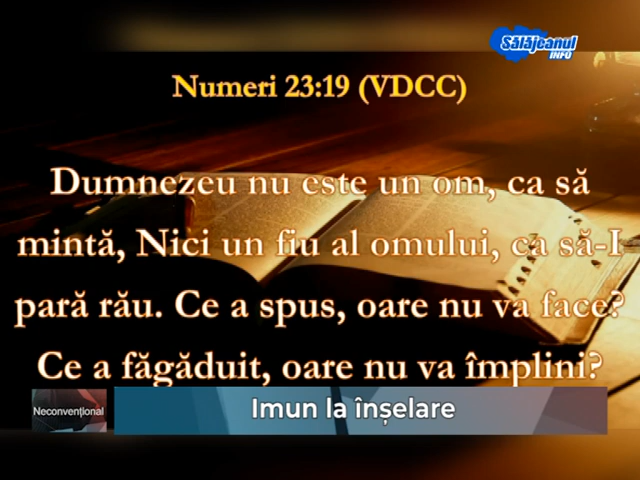 Sălăjeanul
INFO
Numeri 23:19 (VDCC)
Dumnezeu nu este un om, ca să
mintă, Nici un fiu al omului, ca să-I
pară rău. Ce a spus, oare nu va face?
Ce a făgăduit, oare nu va împlini?
Neconvențional
Imun la înșelare